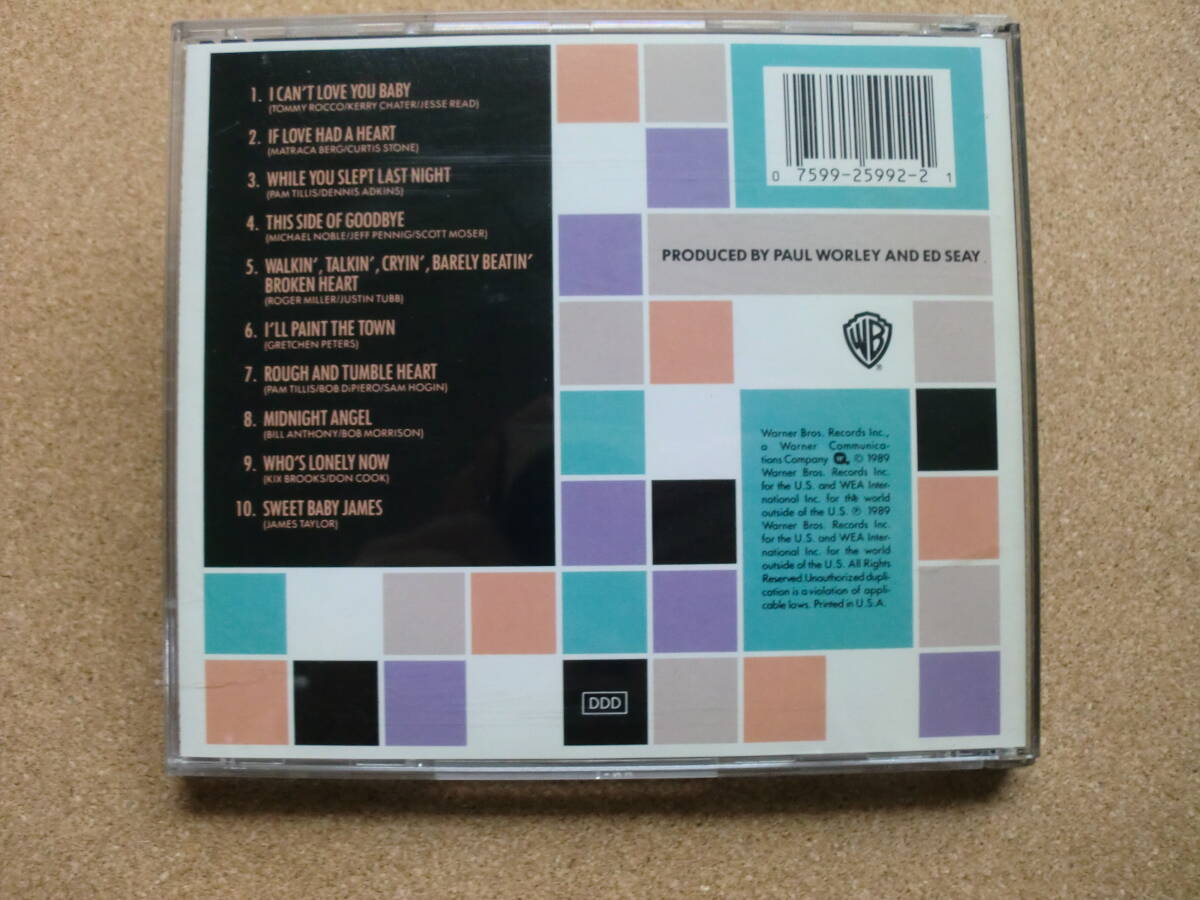 1. I CAN'T LOVE YOU BABY
(TOMMY ROCCO/KERRY CHATER/JESSE READ)
2. IF LOVE HAD A HEART
(MATRACA BERG/CURTIS STONE)
3. WHILE YOU SLEPT LAST NIGHT
(PAM TILLIS/DENNIS ADKINS)
4. THIS SIDE OF GOODBYE
(MICHAEL NOBLE/JEFF PENNIG/SCOTT MOSER)
5. WALKIN', TALKIN', CRYIN', BARELY BEATIN'
BROKEN HEART
(ROGER MILLER/JUSTIN TUBB)
6. I'LL PAINT THE TOWN
(GRETCHEN PETERS)
7. ROUGH AND TUMBLE HEART
(PAM TILLIS/BOB DiPIERO/SAM HOGIN)
8. MIDNIGHT ANGEL
(BILL ANTHONY/BOB MORRISON)
9. WHO'S LONELY NOW
(KIX BROOKS/DON COOK)
10. SWEET BABY JAMES
(JAMES TAYLOR)
0 7599-25992-2 1
PRODUCED BY PAUL WORLEY AND ED SEAY
WB
®
Warner Bros. Records Inc.,
a Warner Communica-
tions Company © 1989
Warner Bros. Records Inc.
for the U.S. and WEA Inter-
national Inc. for the world
outside of the U.S. ℗ 1989
Warner Bros. Records Inc.
for the U.S. and WEA Inter-
national Inc. for the world
outside of the U.S. All Rights
Reserved. Unauthorized dupli-
cation is a violation of appli-
cable laws. Printed in U.S.A.
DDD